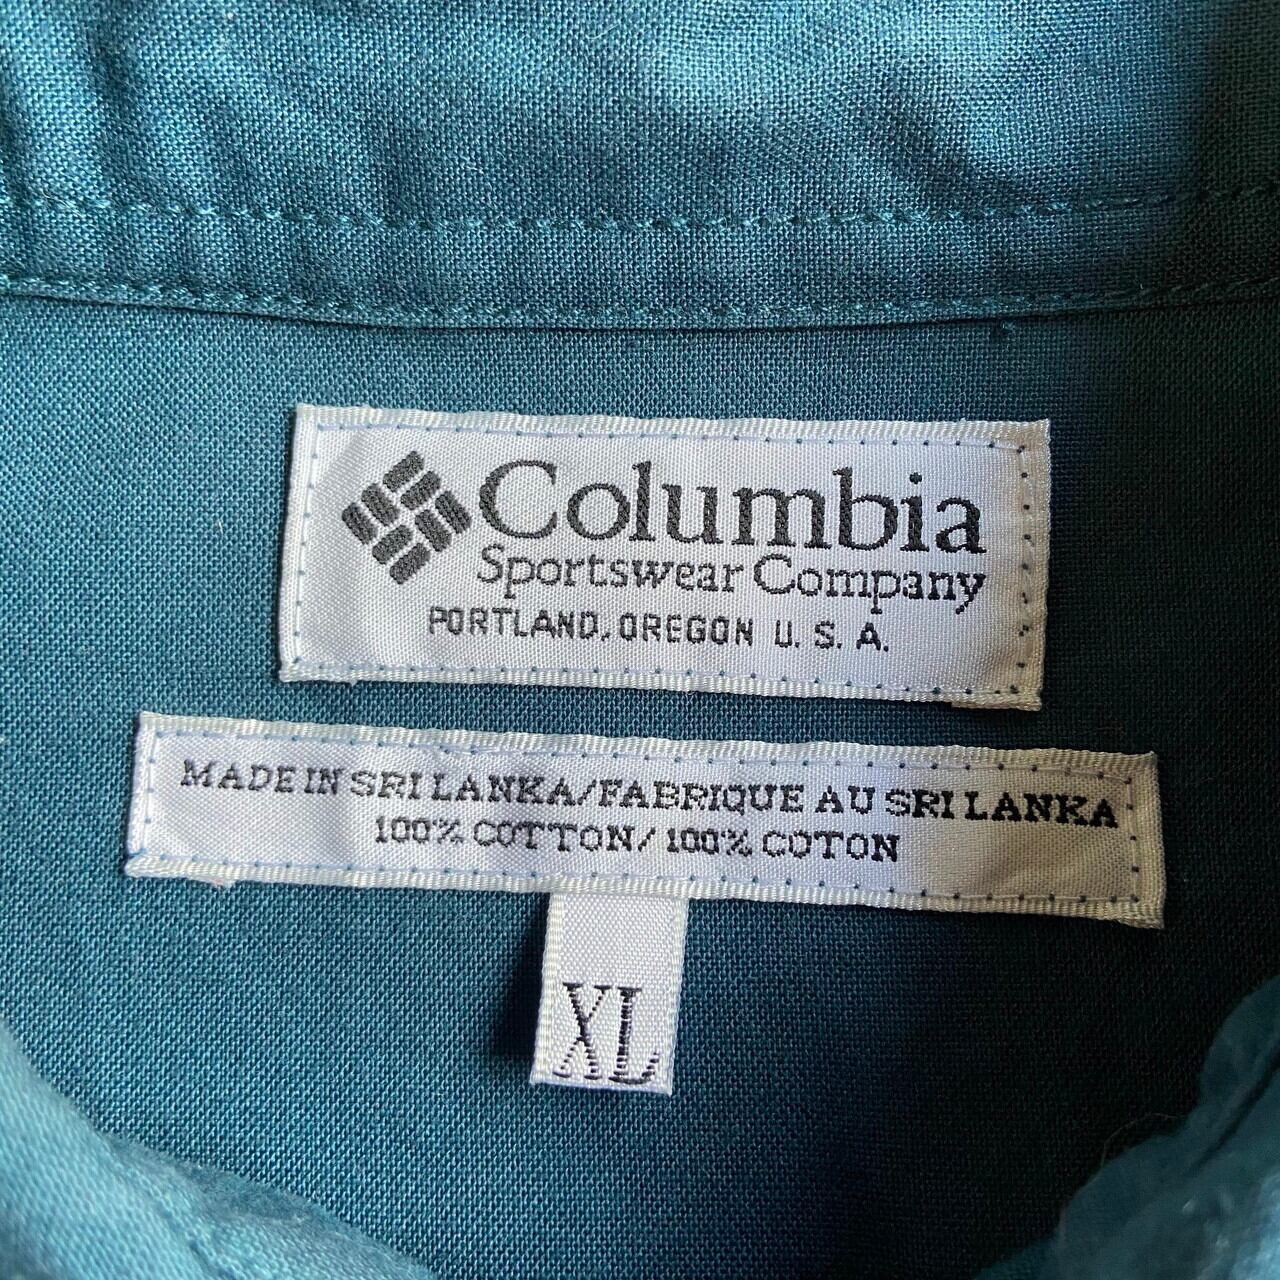 Columbia
Sportswear Company
PORTLAND, OREGON U. S. A.
MADE IN SRI LANKA/FABRIQUE AU SRI LANKA
100% COTTON/100% COTON
XL